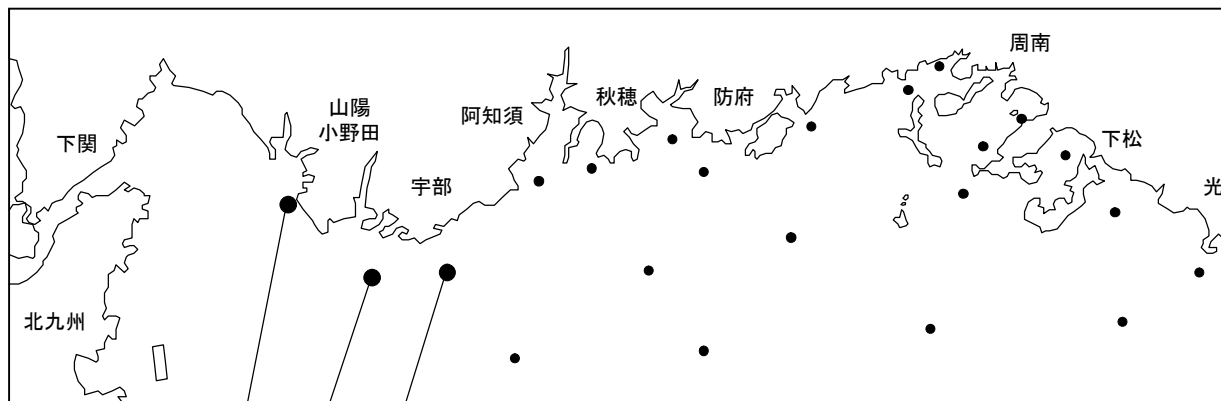 周南
山陽
小野田
秋穂
防府
阿知須
下関
下松
宇部
光
北九州